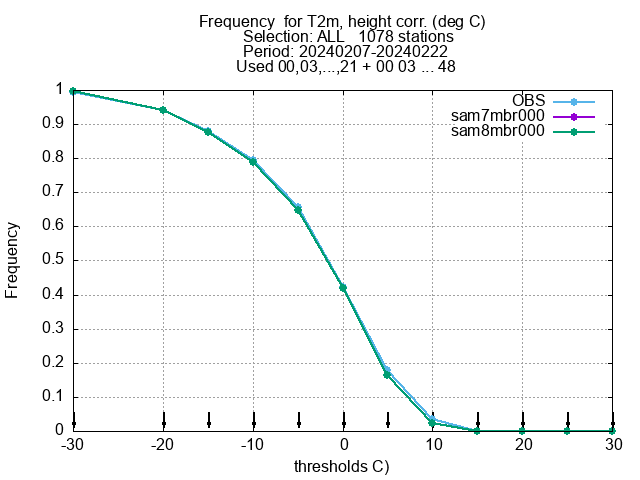 Frequency  for T2m, height corr. (deg C)
Selection: ALL   1078 stations
Period: 20240207-20240222
Used 00,03,...,21 + 00 03 ... 48
OBS
sam7mbr000
sam8mbr000
1
0.9
0.8
0.7
0.6
0.5
0.4
0.3
0.2
0.1
0
Frequency
-30 -20 -10 0 10 20 30
thresholds C)